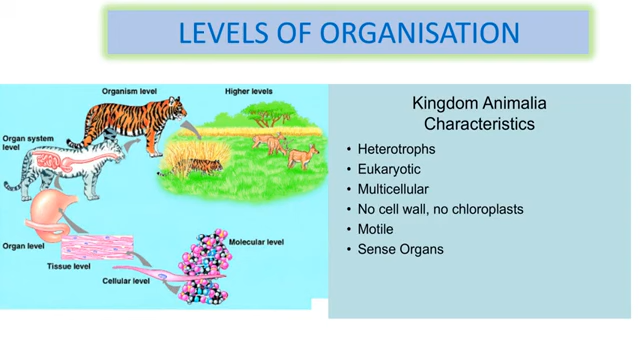 LEVELS OF ORGANISATION
Organism level
Higher levels
Organ system
level
Organ level
Tissue level
Cellular level
Molecular level
Kingdom Animalia
Characteristics
• Heterotrophs
• Eukaryotic
• Multicellular
• No cell wall, no chloroplasts
• Motile
• Sense Organs